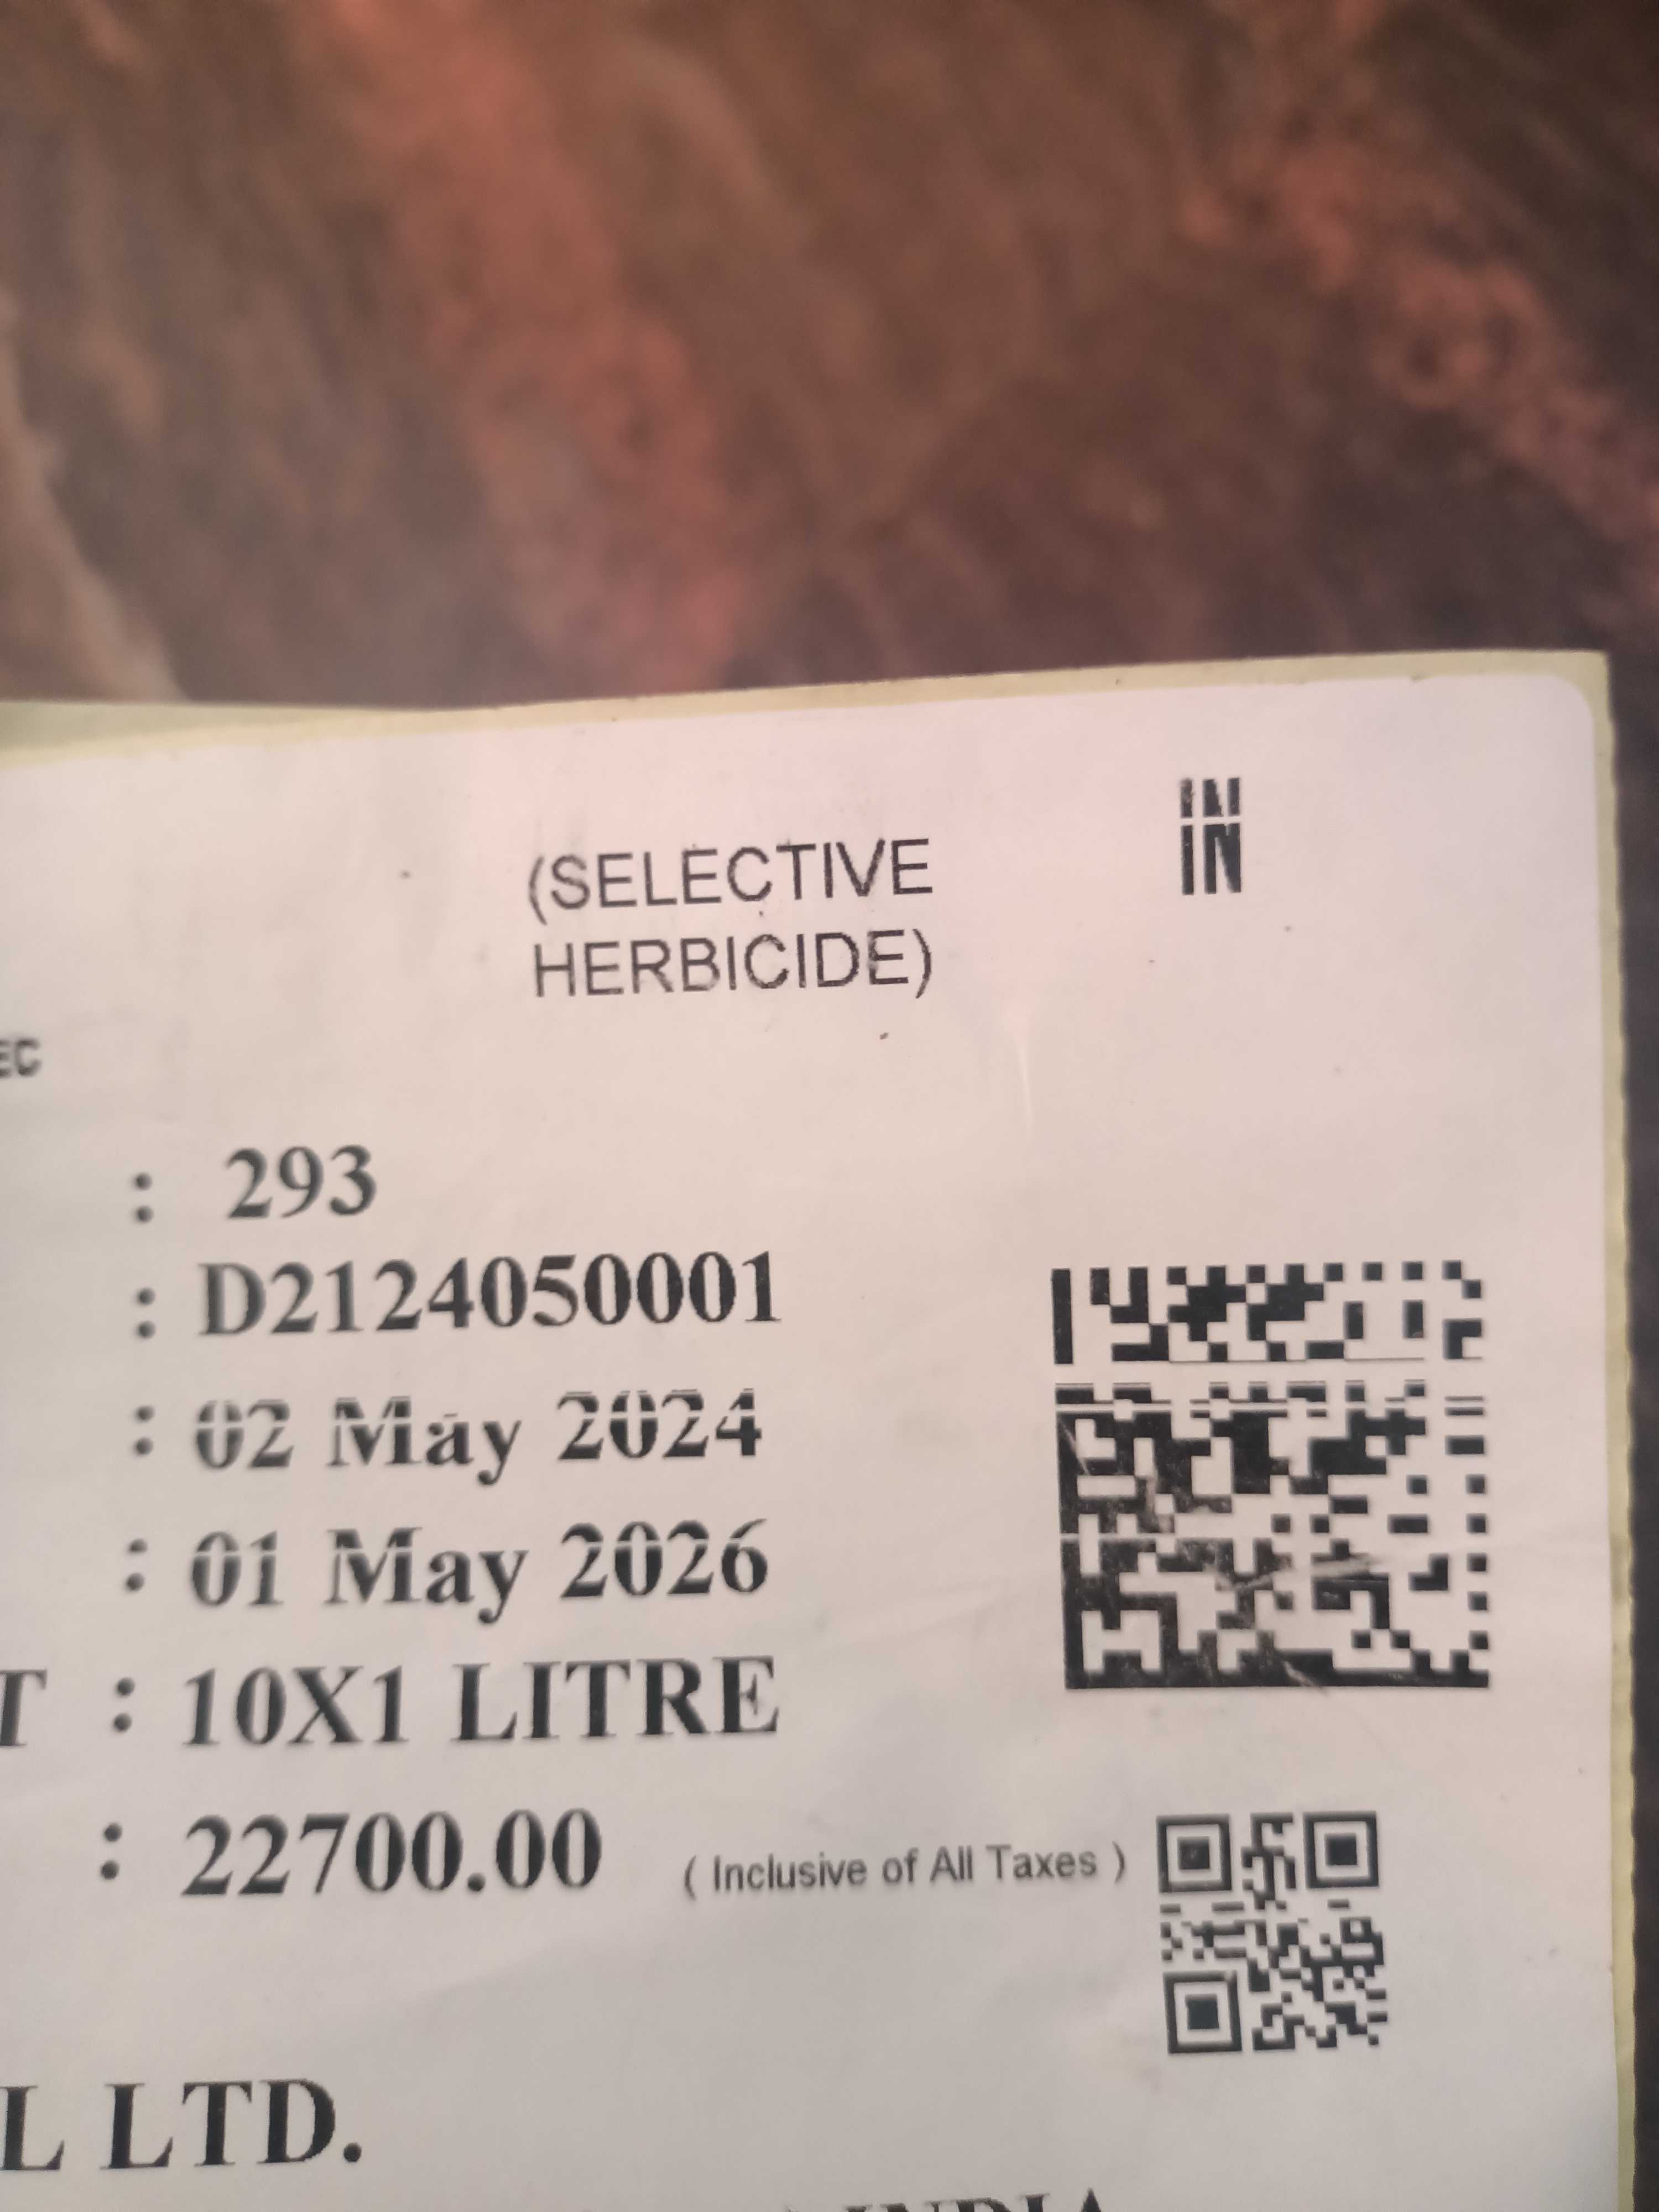 (SELECTIVE
HERBICIDE)
IN
EC
: 293
: D2124050001
: 02 May 2024
: 01 May 2026
T : 10X1 LITRE
: 22700.00 ( Inclusive of All Taxes )
L LTD.
INDIA